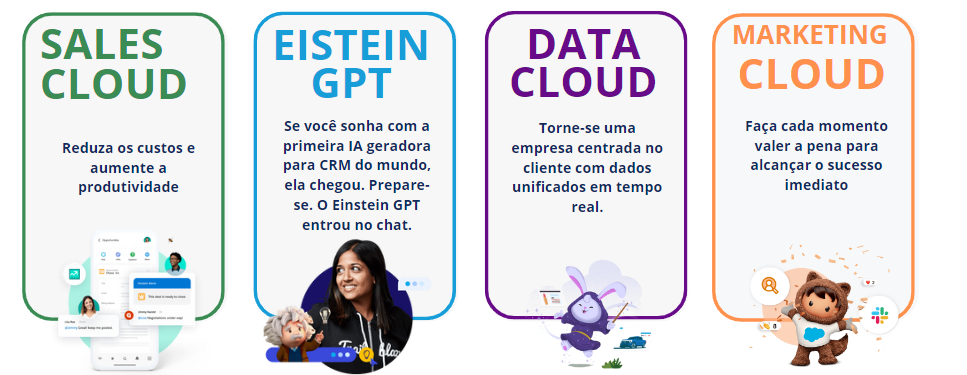 SALES
CLOUD
Reduza os custos e
aumente a
produtividade
EISTEIN
GPT
Se você sonha com a
primeira IA geradora
para CRM do mundo,
ela chegou. Prepare-
se. O Einstein GPT
entrou no chat.
DATA
CLOUD
Torne-se uma
empresa centrada no
cliente com dados
unificados em tempo
real.
MARKETING
CLOUD
Faça cada momento
valer a pena para
alcançar o sucesso
imediato